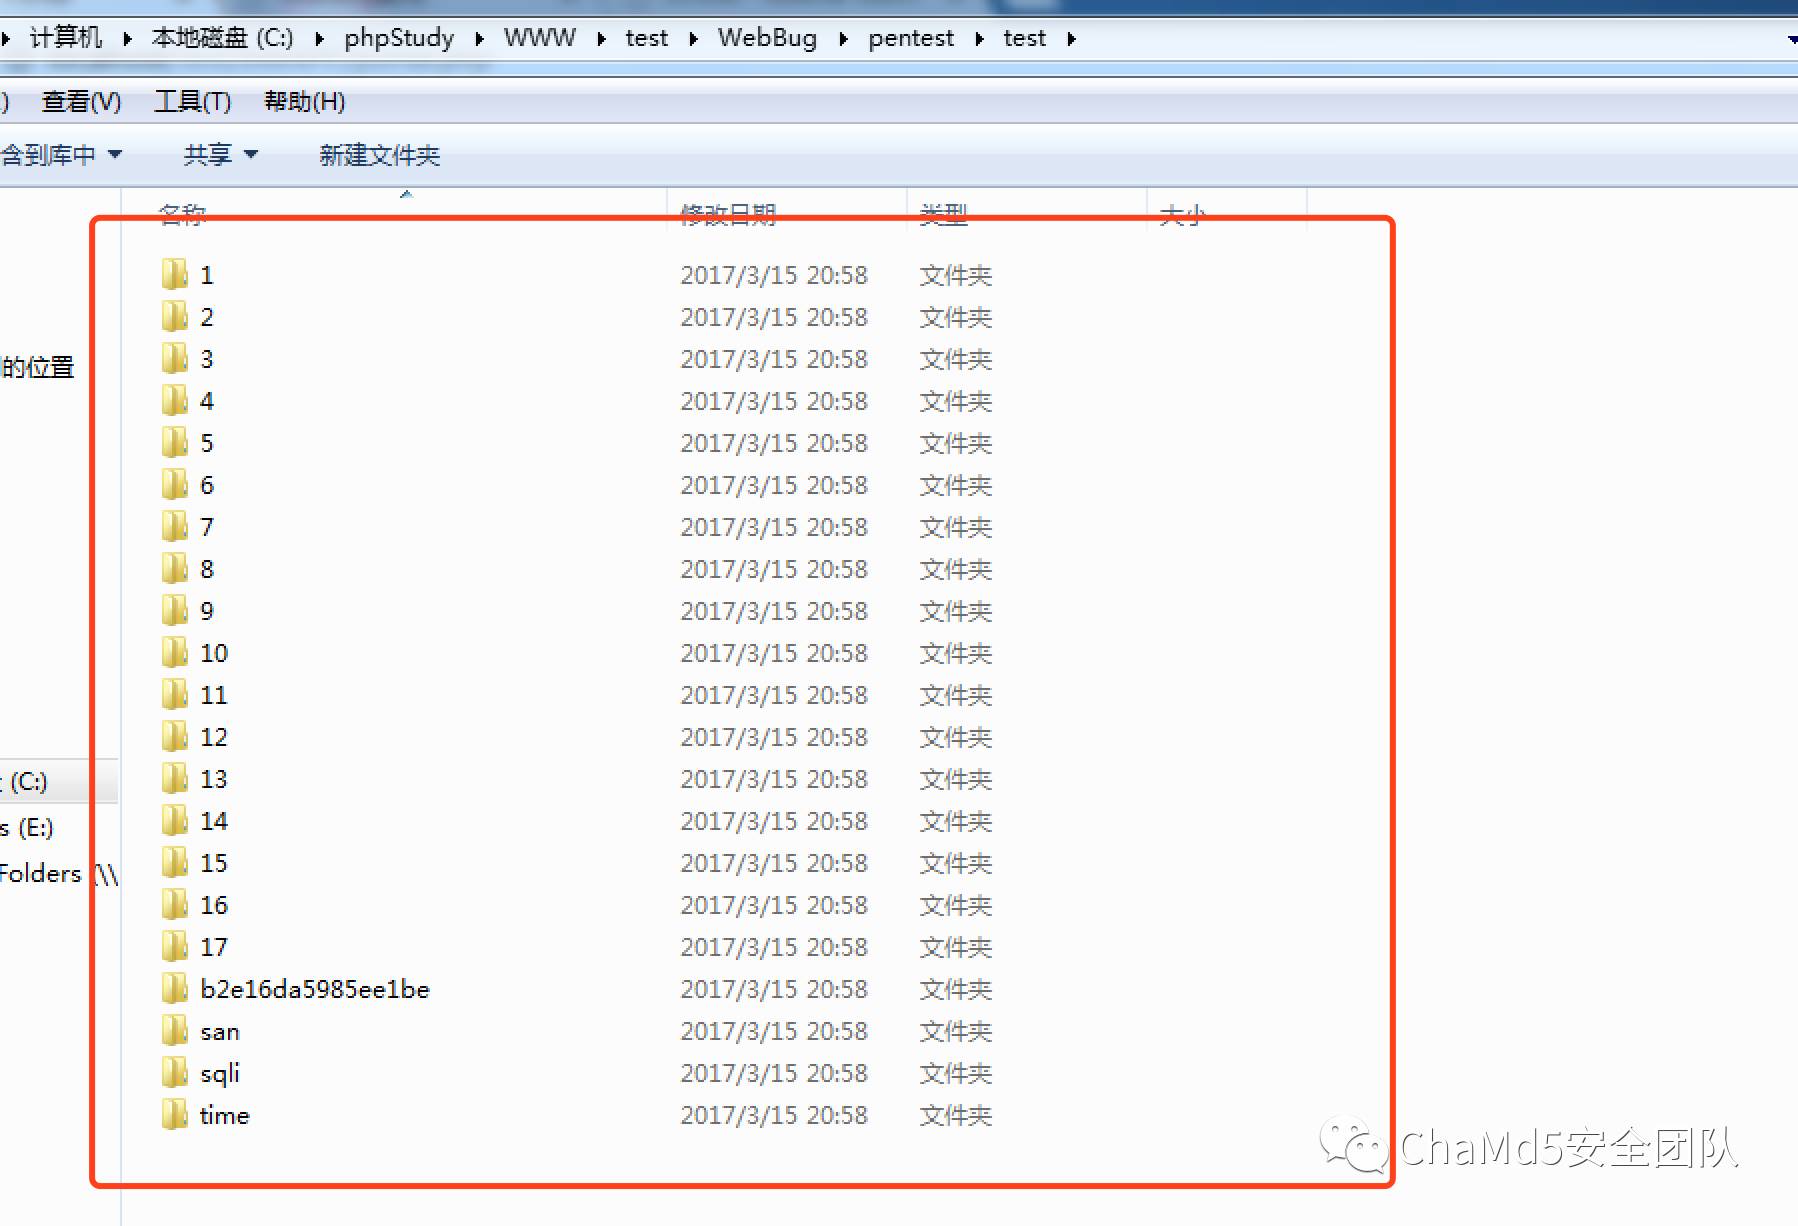 计算机 本地磁盘 (C:) phpStudy WWW test WebBug pentest test
) 查看(V) 工具(T) 帮助(H)
含到库中 共享 新建文件夹
名称 修改日期 类型 大小
1 2017/3/15 20:58 文件夹
2 2017/3/15 20:58 文件夹
3 2017/3/15 20:58 文件夹
的位置
4 2017/3/15 20:58 文件夹
5 2017/3/15 20:58 文件夹
6 2017/3/15 20:58 文件夹
7 2017/3/15 20:58 文件夹
8 2017/3/15 20:58 文件夹
9 2017/3/15 20:58 文件夹
10 2017/3/15 20:58 文件夹
11 2017/3/15 20:58 文件夹
12 2017/3/15 20:58 文件夹
13 2017/3/15 20:58 文件夹
(C:)
14 2017/3/15 20:58 文件夹
s (E:)
15 2017/3/15 20:58 文件夹
Folders (\\
16 2017/3/15 20:58 文件夹
17 2017/3/15 20:58 文件夹
b2e16da5985ee1be 2017/3/15 20:58 文件夹
san 2017/3/15 20:58 文件夹
sqli 2017/3/15 20:58 文件夹
time 2017/3/15 20:58 文件夹
ChaMd5安全团队